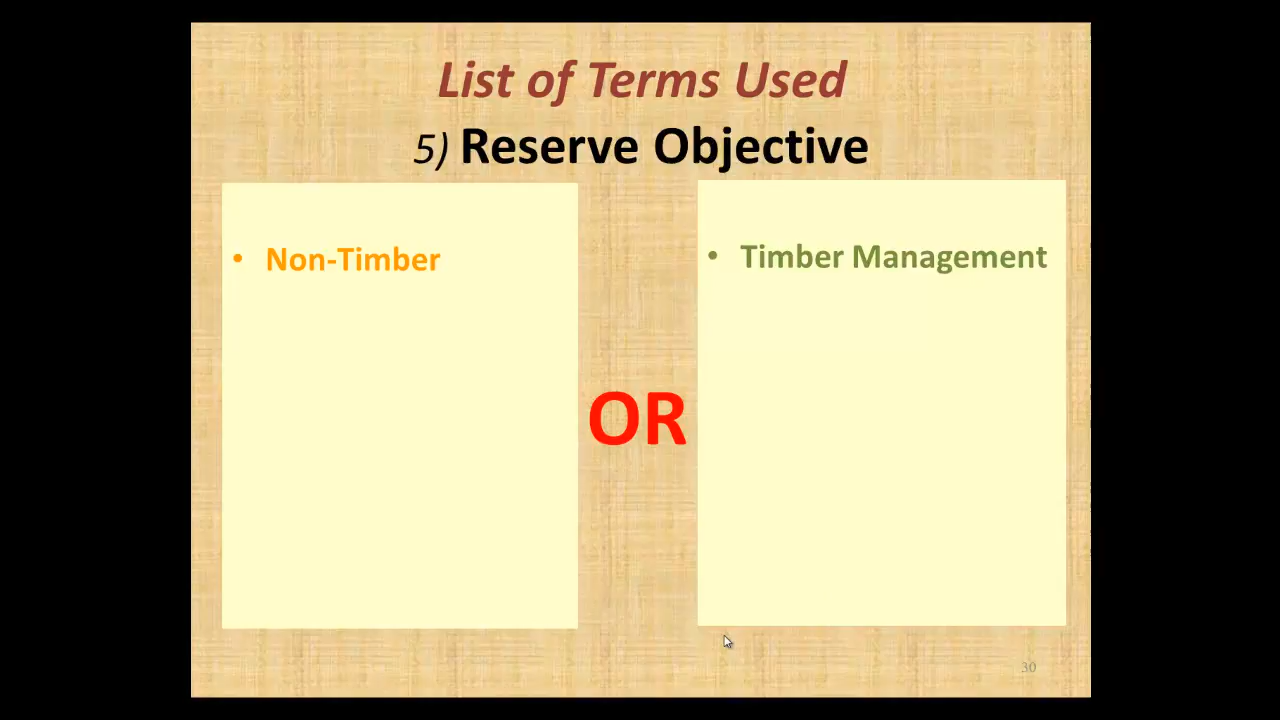 List of Terms Used
5) Reserve Objective
• Non-Timber
• Timber Management
OR
30